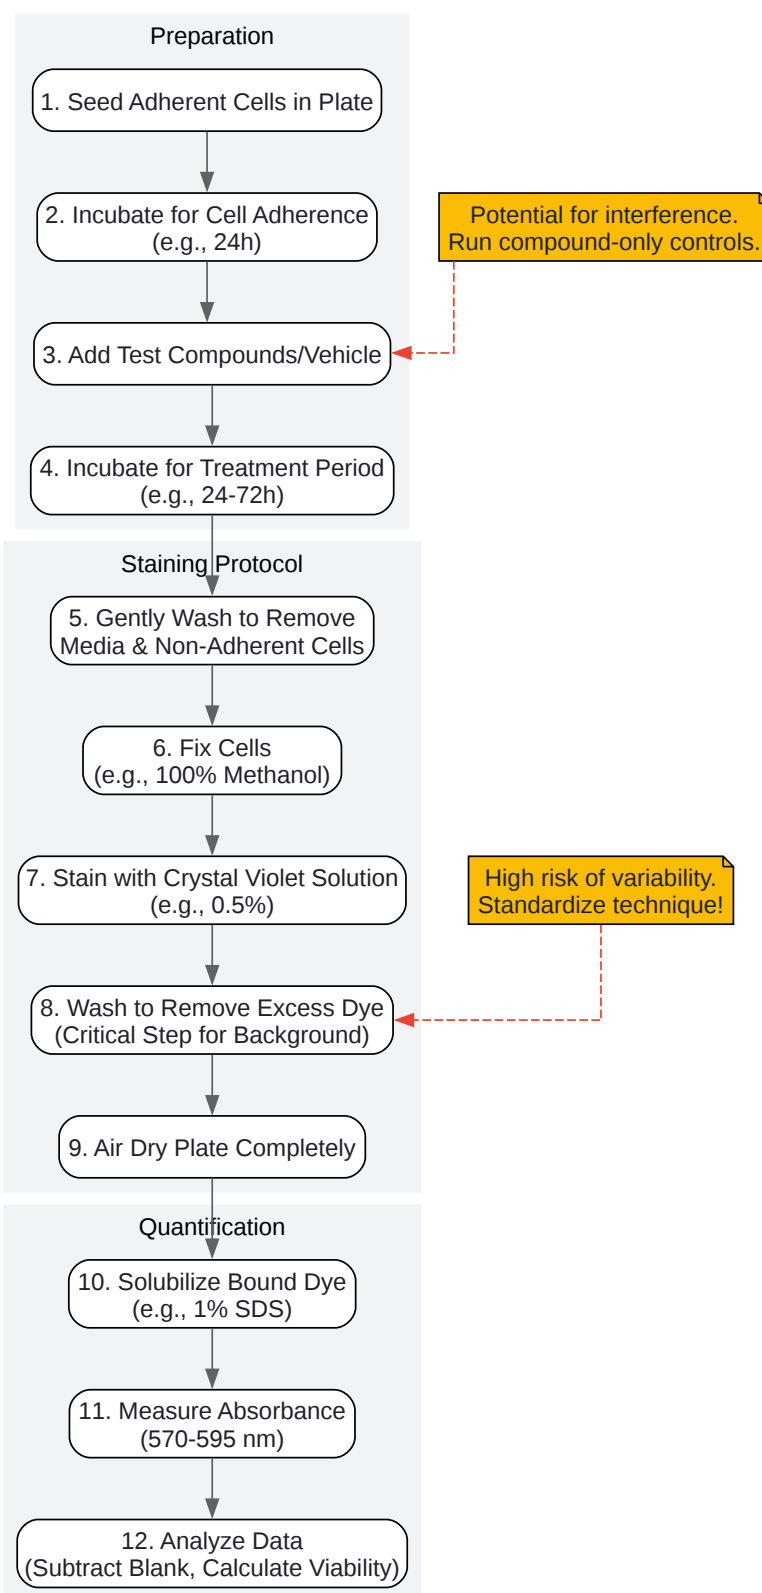 Preparation
1. Seed Adherent Cells in Plate
2. Incubate for Cell Adherence
(e.g., 24h)
Potential for interference.
Run compound-only controls.
3. Add Test Compounds/Vehicle
4. Incubate for Treatment Period
(e.g., 24-72h)
Staining Protocol
5. Gently Wash to Remove
Media & Non-Adherent Cells
6. Fix Cells
(e.g., 100% Methanol)
7. Stain with Crystal Violet Solution
(e.g., 0.5%)
High risk of variability.
Standardize technique!
8. Wash to Remove Excess Dye
(Critical Step for Background)
9. Air Dry Plate Completely
Quantification
10. Solubilize Bound Dye
(e.g., 1% SDS)
11. Measure Absorbance
(570-595 nm)
12. Analyze Data
(Subtract Blank, Calculate Viability)